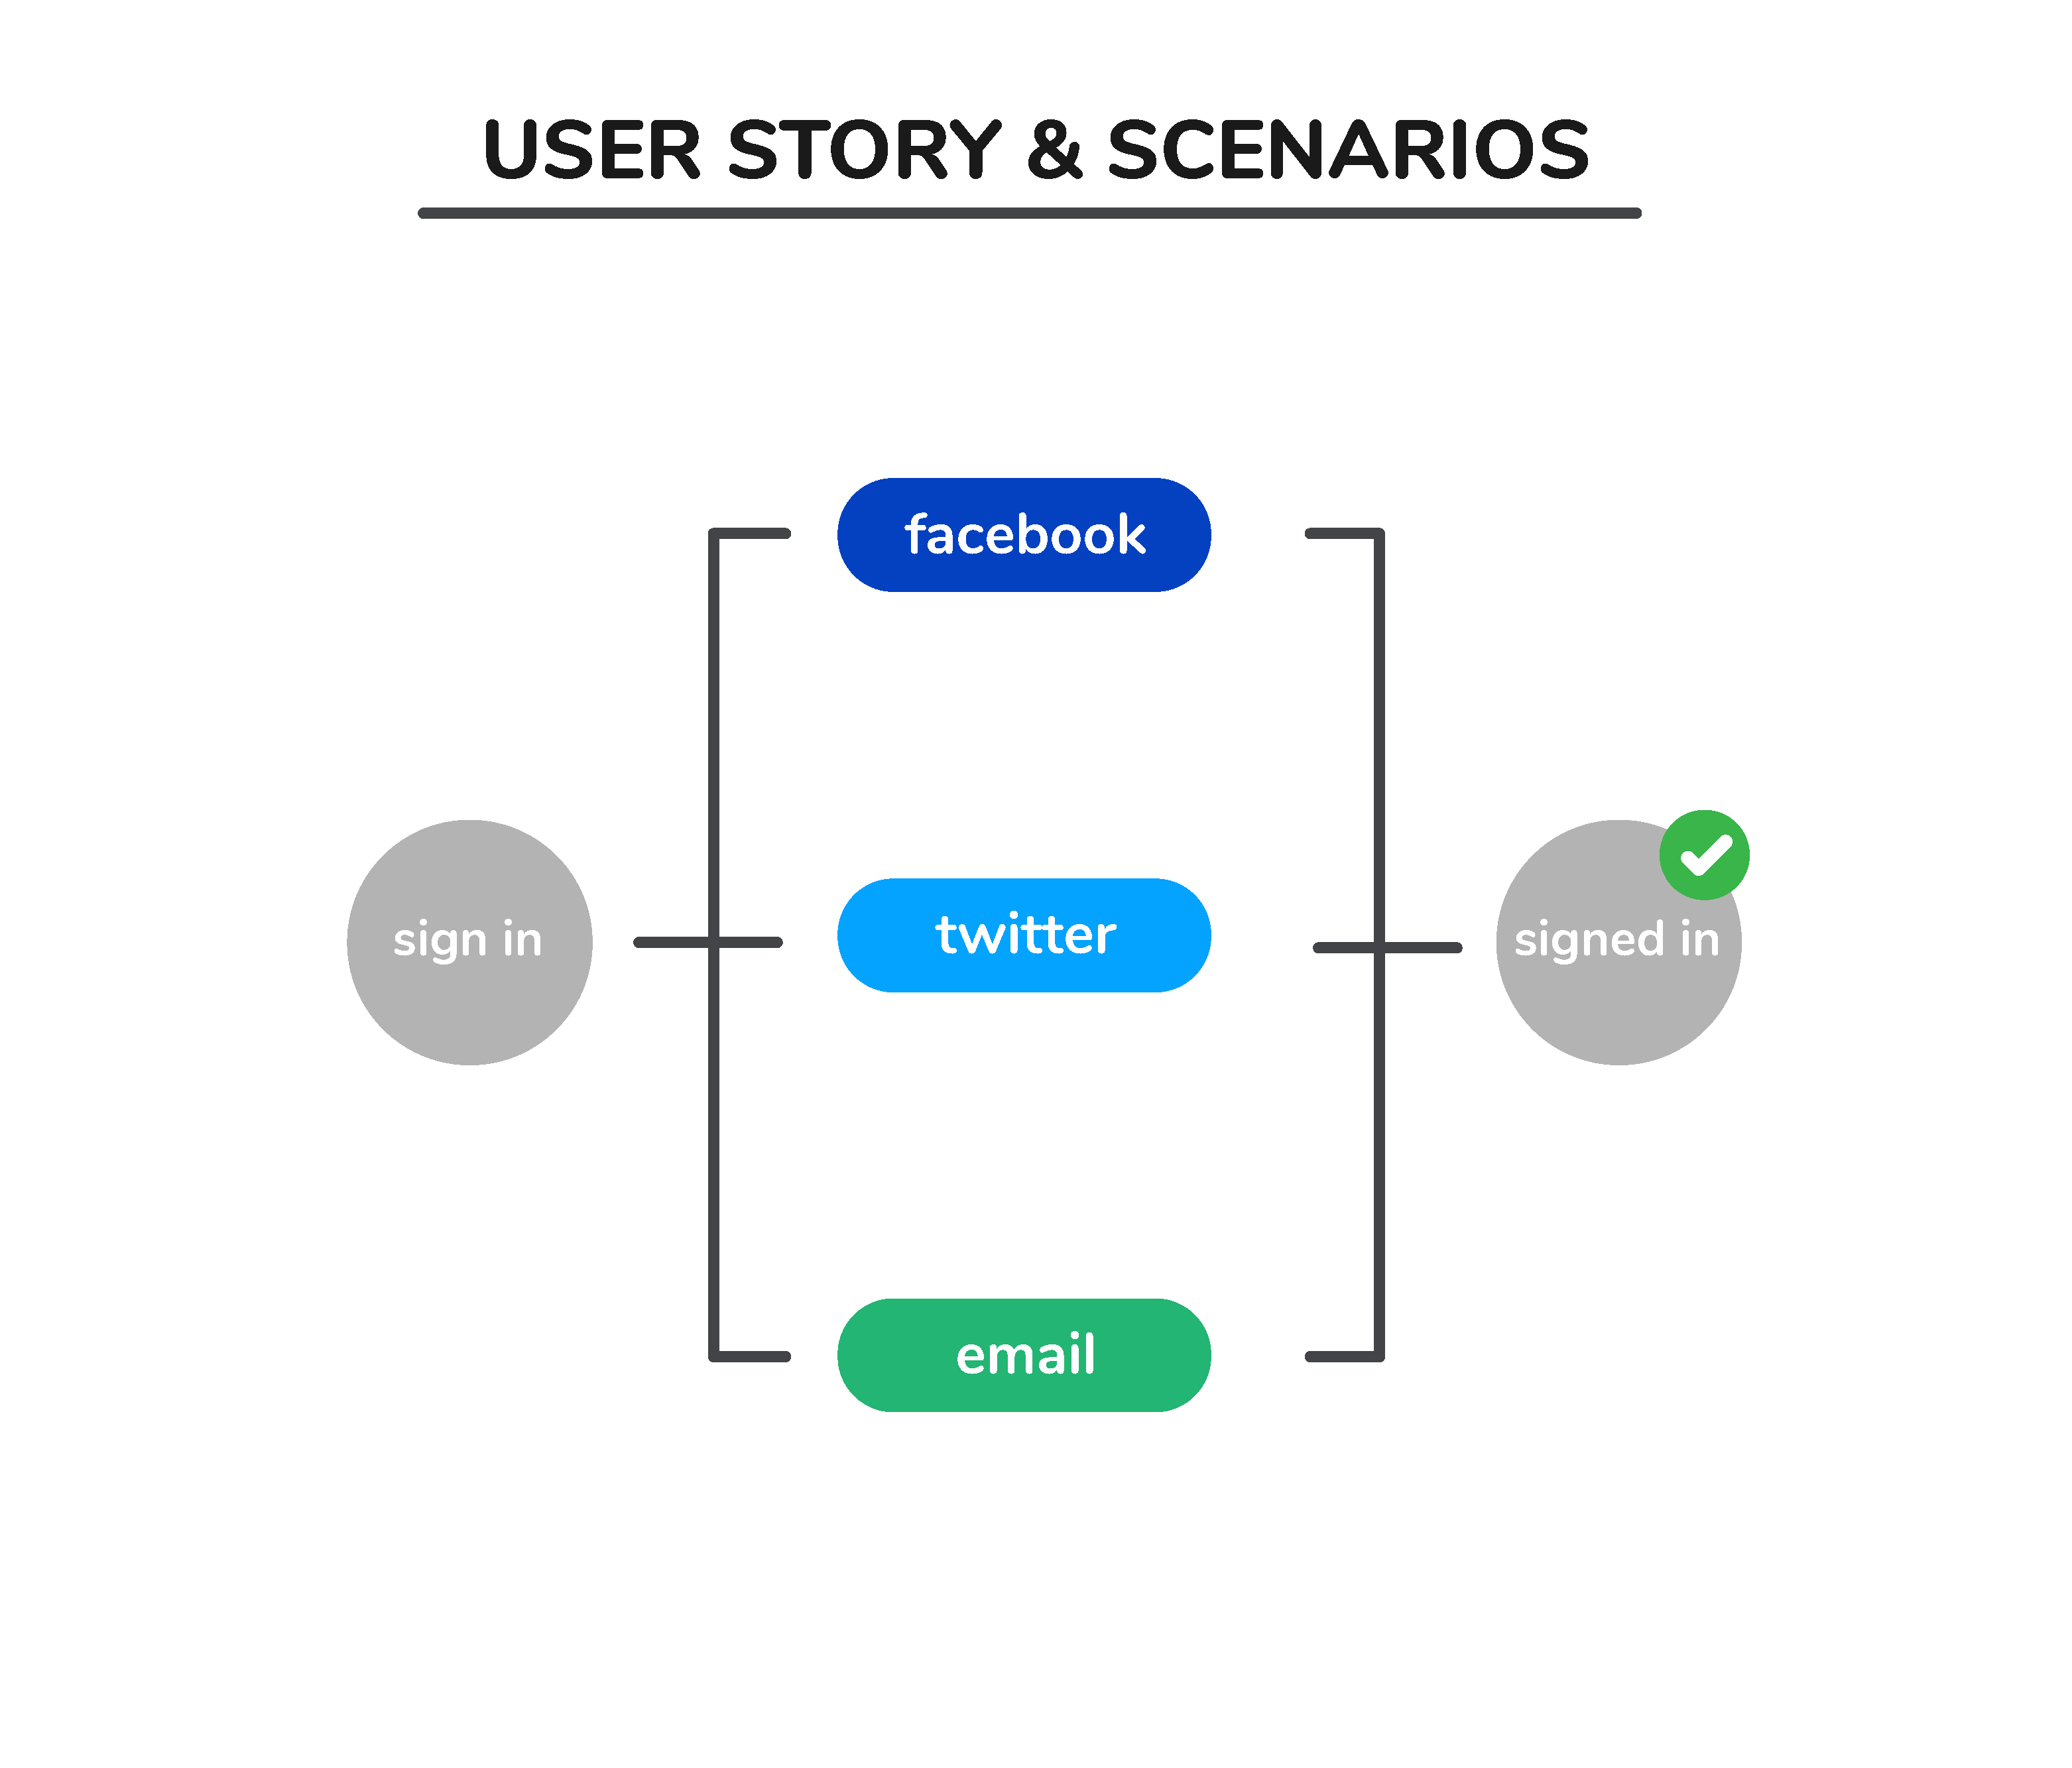 USER STORY & SCENARIOS
facebook
sign in
twitter
signed in
email